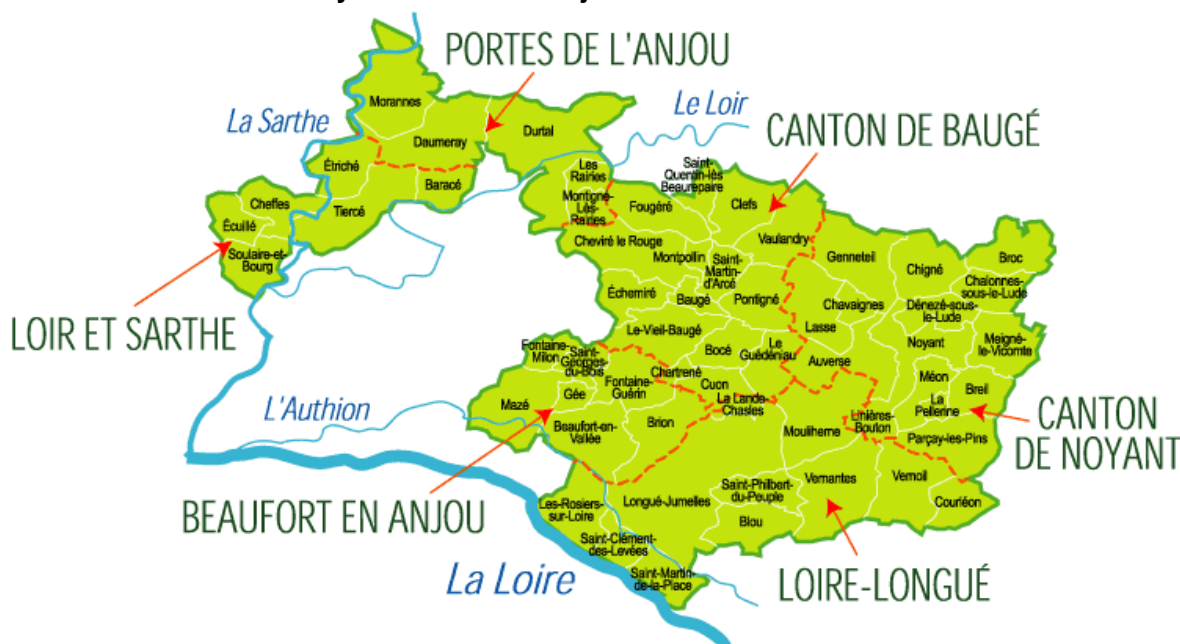 PORTES DE L'ANJOU
Morannes
Le Loir
La Sarthe
Durtal
CANTON DE BAUGÉ
Daumeray
Étriché
Les
Rairies
Saint-
Quentin-lès
Beaurepaire
Baracé
Montigné-
Lès-
Rairies
Cheffes
Tiercé
Fougéré
Clefs
Écuillé
Cheviré le Rouge
Vaulandry
Soulaire-et-
Bourg
Montpollin
Saint-
Martin-
d'Arcé
Genneteil
Chigné
Broc
Chalonnes-
sous-le-Lude
Échemiré
Baugé
Pontigné
Chavaignes
Dénezé-sous-
le-Lude
LOIR ET SARTHE
Le-Vieil-Baugé
Lasse
Noyant
Meigné-
le-Vicomte
Fontaine-
Milon
Saint-
Georges-
du-Bois
Bocé
Le
Guédéniau
Auverse
Chartrené
Cuon
Méon
Breil
Gée
Fontaine-
Guérin
La Lande-
Chasles
La
Pellerine
L'Authion
Mazé
Brion
Linières-
Bouton
CANTON
DE NOYANT
Beaufort-en-
Vallée
Mouliherne
Parçay-les-Pins
BEAUFORT EN ANJOU
Les-Rosiers-
sur-Loire
Longué-Jumelles
Saint-Philbert-
du-Peuple
Vernantes
Vernoil
Courléon
Blou
Saint-Clément-
des-Levées
La Loire
Saint-Martin-
de-la-Place
LOIRE-LONGUÉ